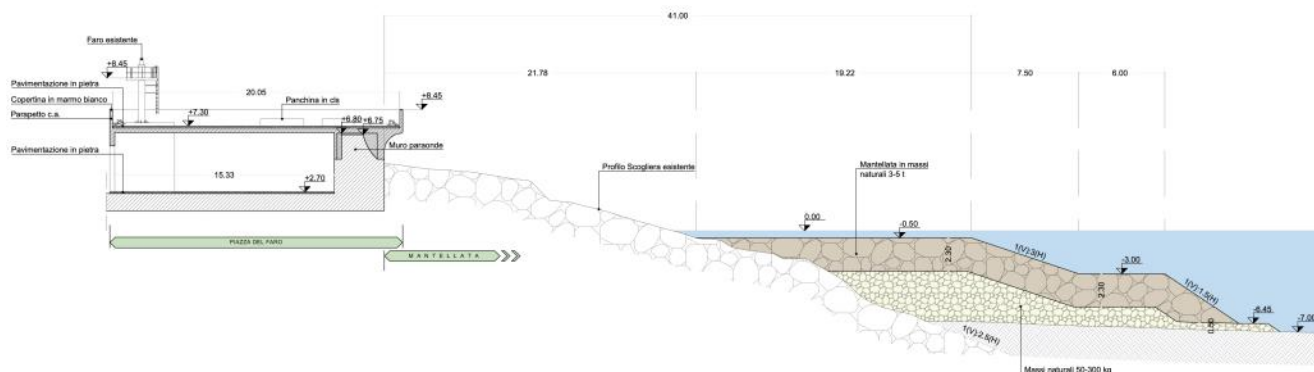 41.00
Faro esistente
+8.45
21.78
19.22
7.50
6.00
Pavimentazione in pietra
20.05
Copertina in marmo bianco
Panchina in cls
+8.45
Parapetto c.a.
+7.30
+6.80
+6.75
Muro paraonde
Pavimentazione in pietra
15.33
+2.70
Profilo Scogliera esistente
Mantellata in massi
naturali 3-5 t
0.00
-0.50
PIAZZA DEL FARO
MANTELLATA
2.30
1(V):3(H)
-3.00
2.30
1(V):1.5(H)
-6.45
-7.00
1(V):2.5(H)
Massi naturali 50-300 kg